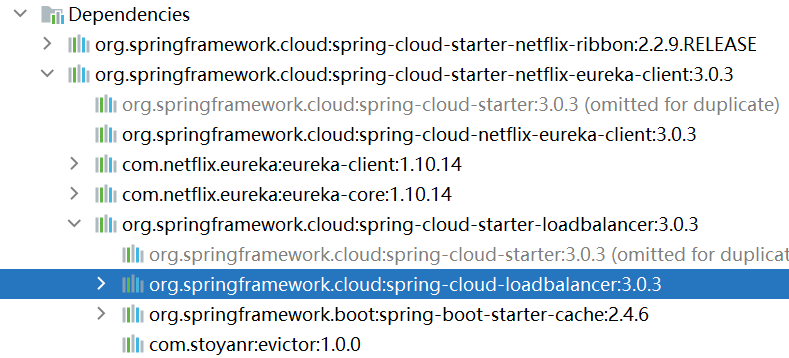 Dependencies
org.springframework.cloud:spring-cloud-starter-netflix-ribbon:2.2.9.RELEASE
org.springframework.cloud:spring-cloud-starter-netflix-eureka-client:3.0.3
org.springframework.cloud:spring-cloud-starter:3.0.3 (omitted for duplicate)
org.springframework.cloud:spring-cloud-netflix-eureka-client:3.0.3
com.netflix.eureka:eureka-client:1.10.14
com.netflix.eureka:eureka-core:1.10.14
org.springframework.cloud:spring-cloud-starter-loadbalancer:3.0.3
org.springframework.cloud:spring-cloud-starter:3.0.3 (omitted for duplicat
org.springframework.cloud:spring-cloud-loadbalancer:3.0.3
org.springframework.boot:spring-boot-starter-cache:2.4.6
com.stoyanr:evictor:1.0.0